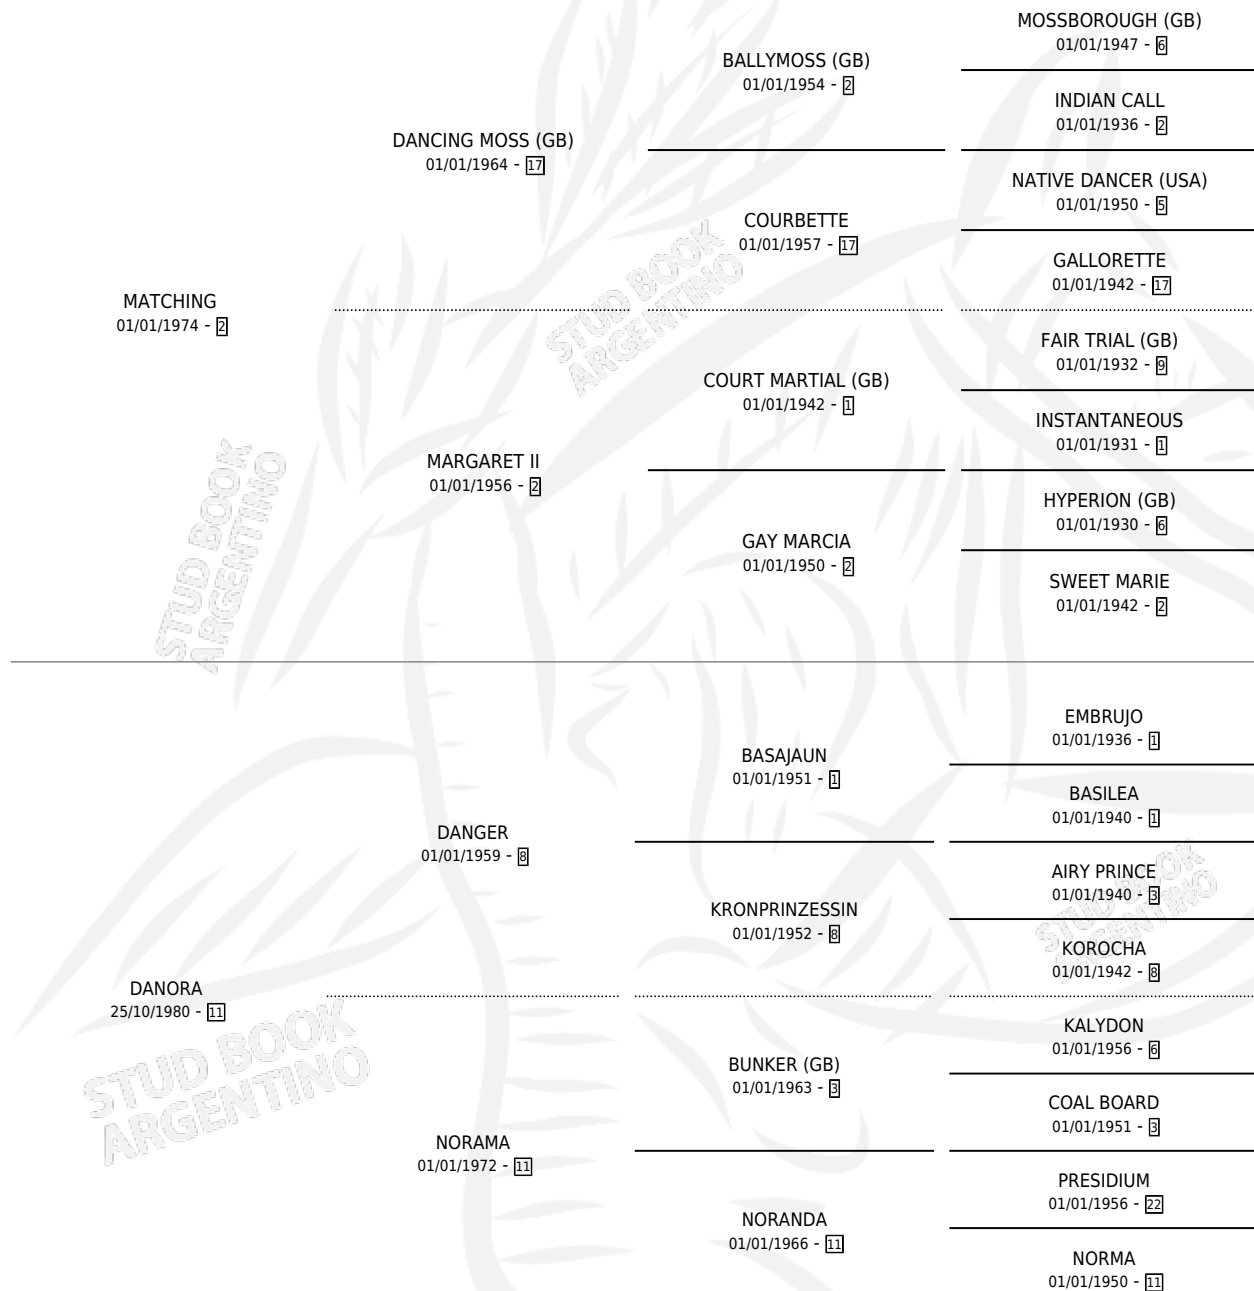 MOSSBOROUGH (GB)
01/01/1947 - 6
BALLYMOSS (GB)
01/01/1954 - 2
INDIAN CALL
01/01/1936 - 2
DANCING MOSS (GB)
01/01/1964 - 17
NATIVE DANCER (USA)
01/01/1950 - 5
COURBETTE
01/01/1957 - 17
GALLORETTE
01/01/1942 - 17
MATCHING
01/01/1974 - 2
FAIR TRIAL (GB)
01/01/1932 - 9
COURT MARTIAL (GB)
01/01/1942 - 1
INSTANTANEOUS
01/01/1931 - 1
MARGARET II
01/01/1956 - 2
HYPERION (GB)
01/01/1930 - 6
GAY MARCIA
01/01/1950 - 2
SWEET MARIE
01/01/1942 - 2
EMBRUJO
01/01/1936 - 1
BASAJAUN
01/01/1951 - 1
BASILEA
01/01/1940 - 1
DANGER
01/01/1959 - 8
AIRY PRINCE
01/01/1940 - 3
KRONPRINZESSIN
01/01/1952 - 8
KOROCHA
01/01/1942 - 8
DANORA
25/10/1980 - 11
KALYDON
01/01/1956 - 6
BUNKER (GB)
01/01/1963 - 3
COAL BOARD
01/01/1951 - 3
NORAMA
01/01/1972 - 11
PRESIDIUM
01/01/1956 - 22
NORANDA
01/01/1966 - 11
NORMA
01/01/1950 - 11
STUD BOOK
ARGENTINO
STUD BOOK
ARGENTINO
STUD BOOK
ARGENTINO
STUD BOOK
ARGENTINO